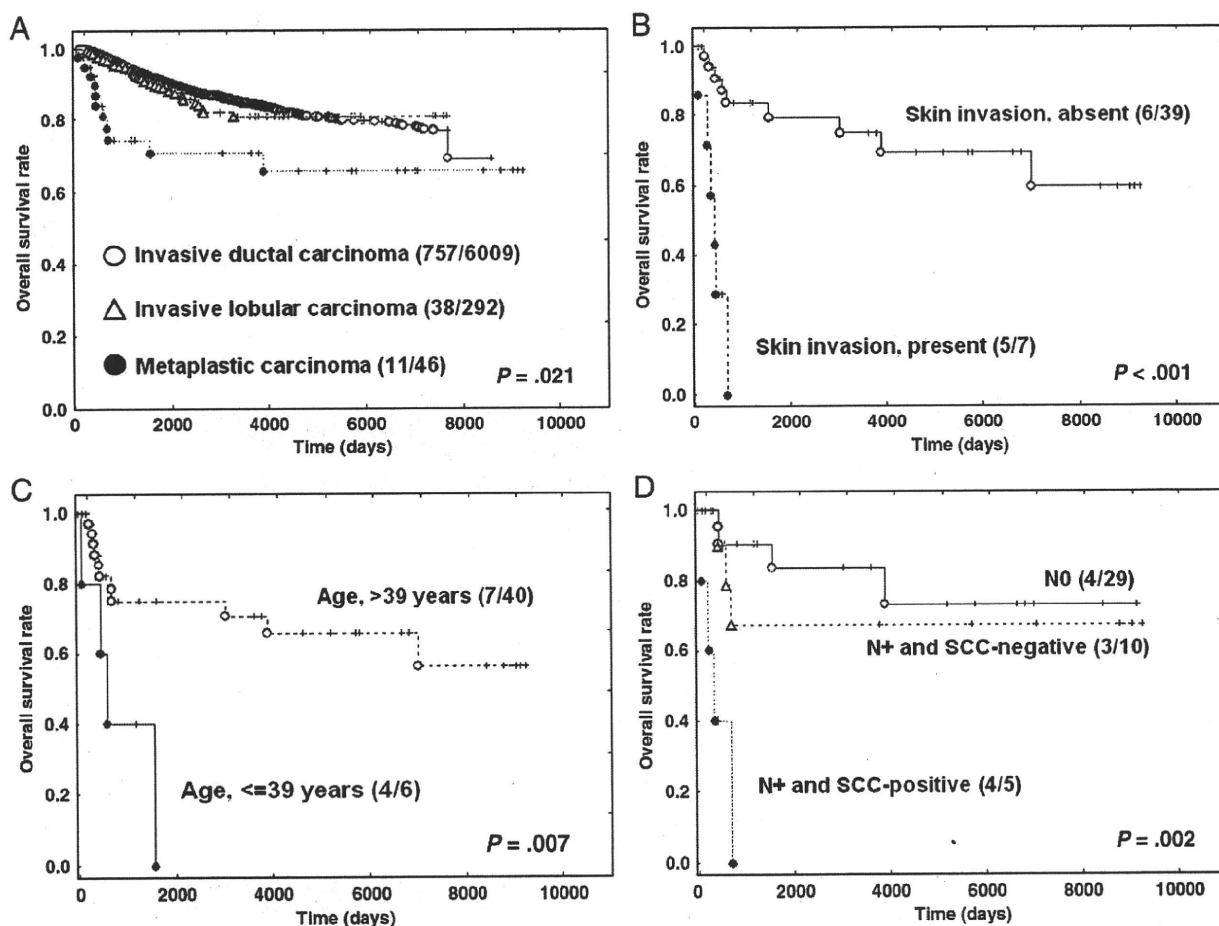 A
Overall survival rate
1.0
0.8
0.6
0.4
0.2
0.0
Invasive ductal carcinoma (757/6009)
Invasive lobular carcinoma (38/292)
Metaplastic carcinoma (11/46)
P = .021
0 2000 4000 6000 8000 10000
Time (days)
B
Overall survival rate
1.0
0.8
0.6
0.4
0.2
0.0
Skin invasion, absent (6/39)
Skin invasion, present (5/7)
P < .001
0 2000 4000 6000 8000 10000
Time (days)
C
Overall survival rate
1.0
0.8
0.6
0.4
0.2
0.0
Age, >39 years (7/40)
Age, <=39 years (4/6)
P = .007
0 2000 4000 6000 8000 10000
Time (days)
D
Overall survival rate
1.0
0.8
0.6
0.4
0.2
0.0
N0 (4/29)
N+ and SCC-negative (3/10)
N+ and SCC-positive (4/5)
P = .002
0 2000 4000 6000 8000 10000
Time (days)